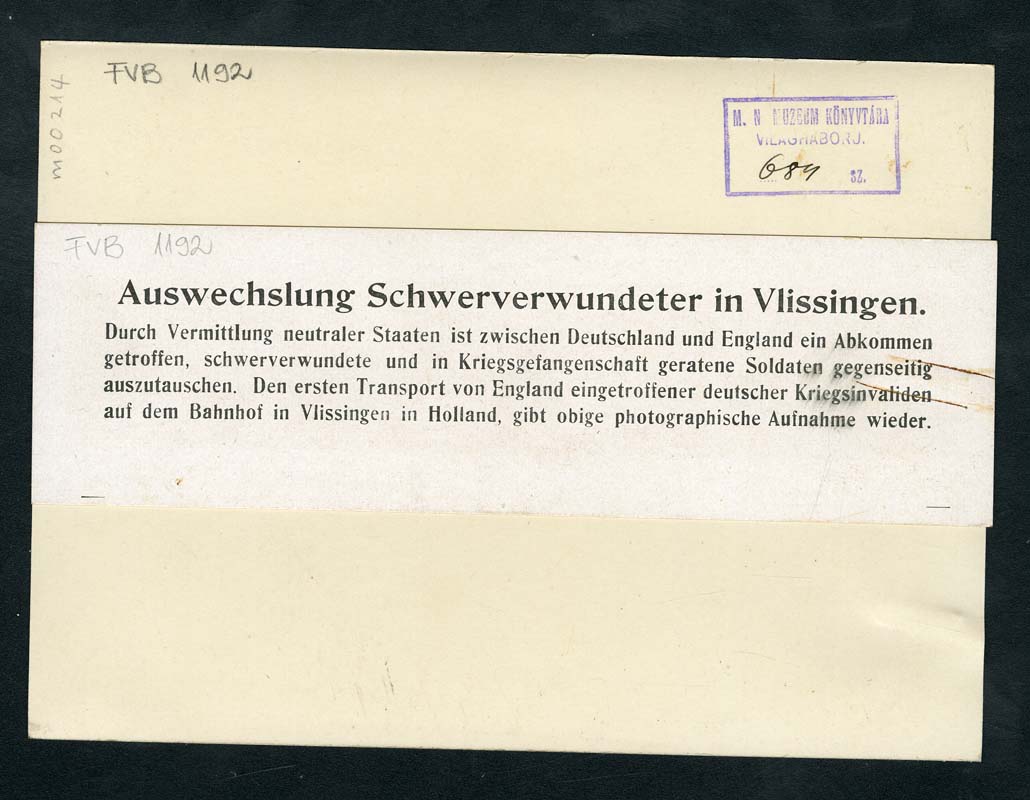 FVB 1192
m00214
M. N. MUZEUM KÖNYVTÁRA
VILÁGHÁBORU.
684 SZ.
FVB 1192
Auswechslung Schwerverwundeter in Vlissingen.
Durch Vermittlung neutraler Staaten ist zwischen Deutschland und England ein Abkommen
getroffen, schwerverwundete und in Kriegsgefangenschaft geratene Soldaten gegenseitig
auszutauschen. Den ersten Transport von England eingetroffener deutscher Kriegsinvaliden
auf dem Bahnhof in Vlissingen in Holland, gibt obige photographische Aufnahme wieder.